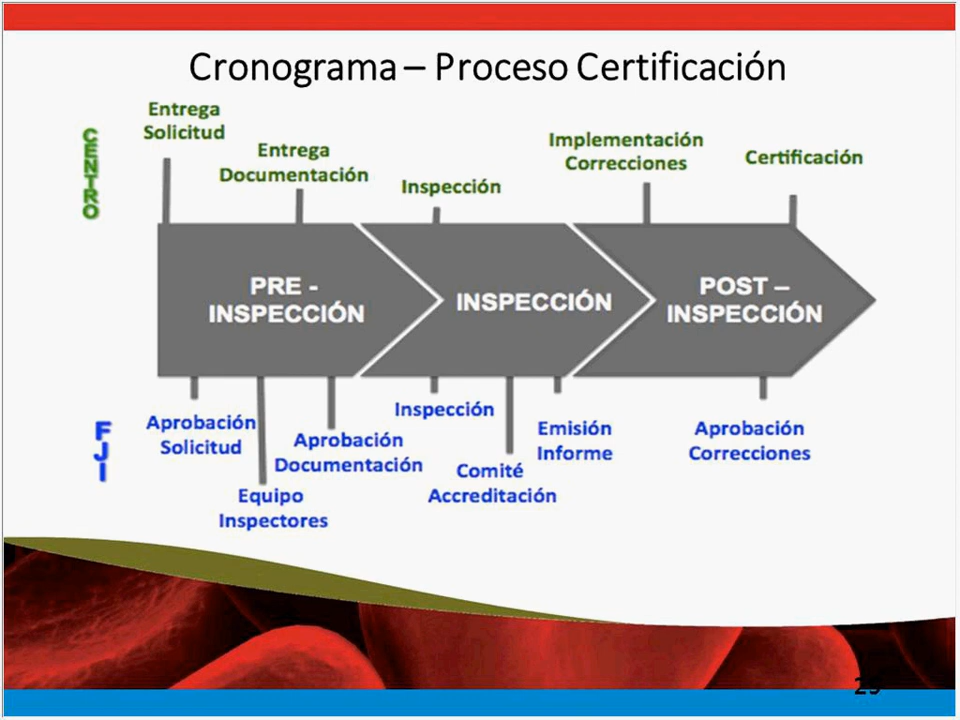 Cronograma – Proceso Certificación
CENTRO
Entrega
Solicitud
Entrega
Documentación
Inspección
Implementación
Correcciones
Certificación
PRE -
INSPECCIÓN
INSPECCIÓN
POST –
INSPECCIÓN
FJI
Aprobación
Solicitud
Equipo
Inspectores
Aprobación
Documentación
Inspección
Comité
Accreditación
Emisión
Informe
Aprobación
Correcciones